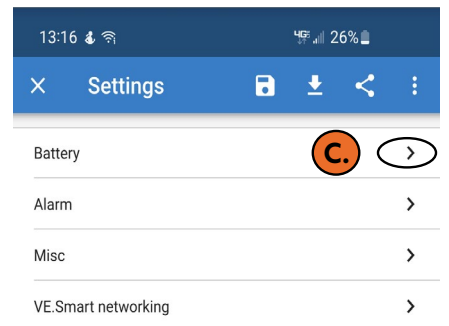 13:16 4G 26%
Settings
Battery C.
Alarm
Misc
VE.Smart networking